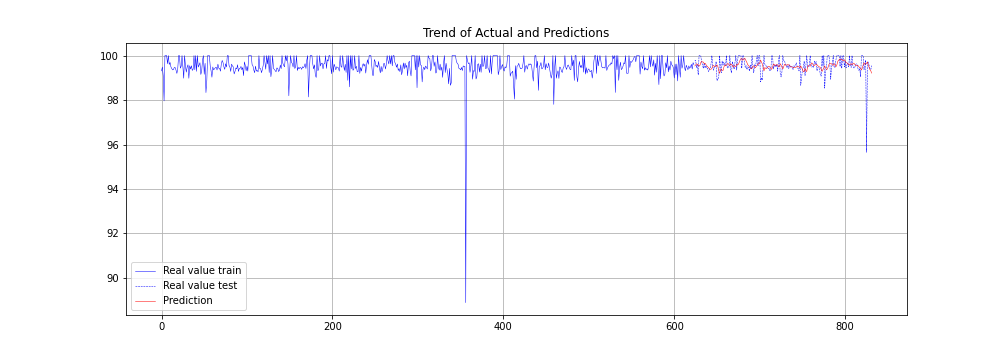 Trend of Actual and Predictions
100
98
96
94
92
90
Real value train
Real value test
Prediction
0 200 400 600 800